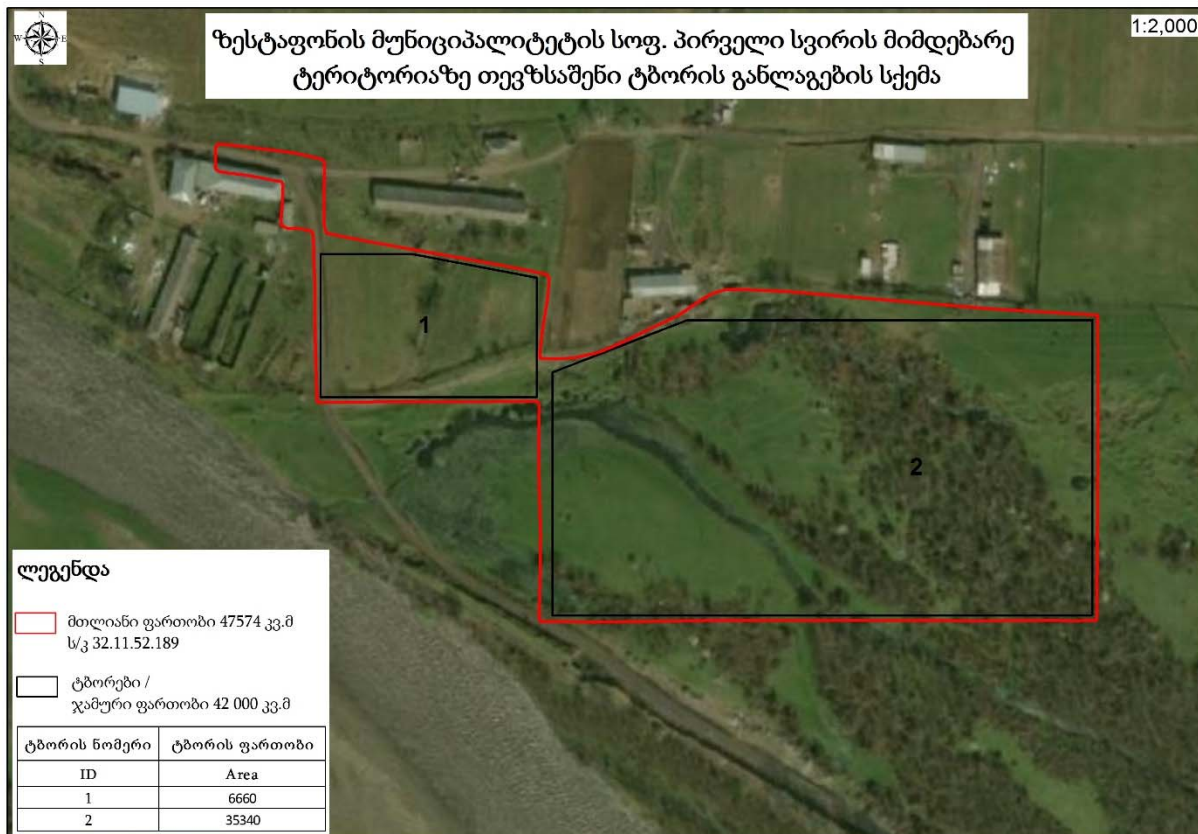 N
W E
S
ზესტაფონის მუნიციპალიტეტის სოფ. პირველი სვირის მიმდებარე
ტერიტორიაზე თევზსაშენი ტბორის განლაგების სქემა
1:2,000
1
2
ლეგენდა
მთლიანი ფართობი 47574 კვ.მ
ს/კ 32.11.52.189
ტბორები /
ჯამური ფართობი 42 000 კვ.მ
ტბორის ნომერი ტბორის ფართობი
ID Area
1 6660
2 35340